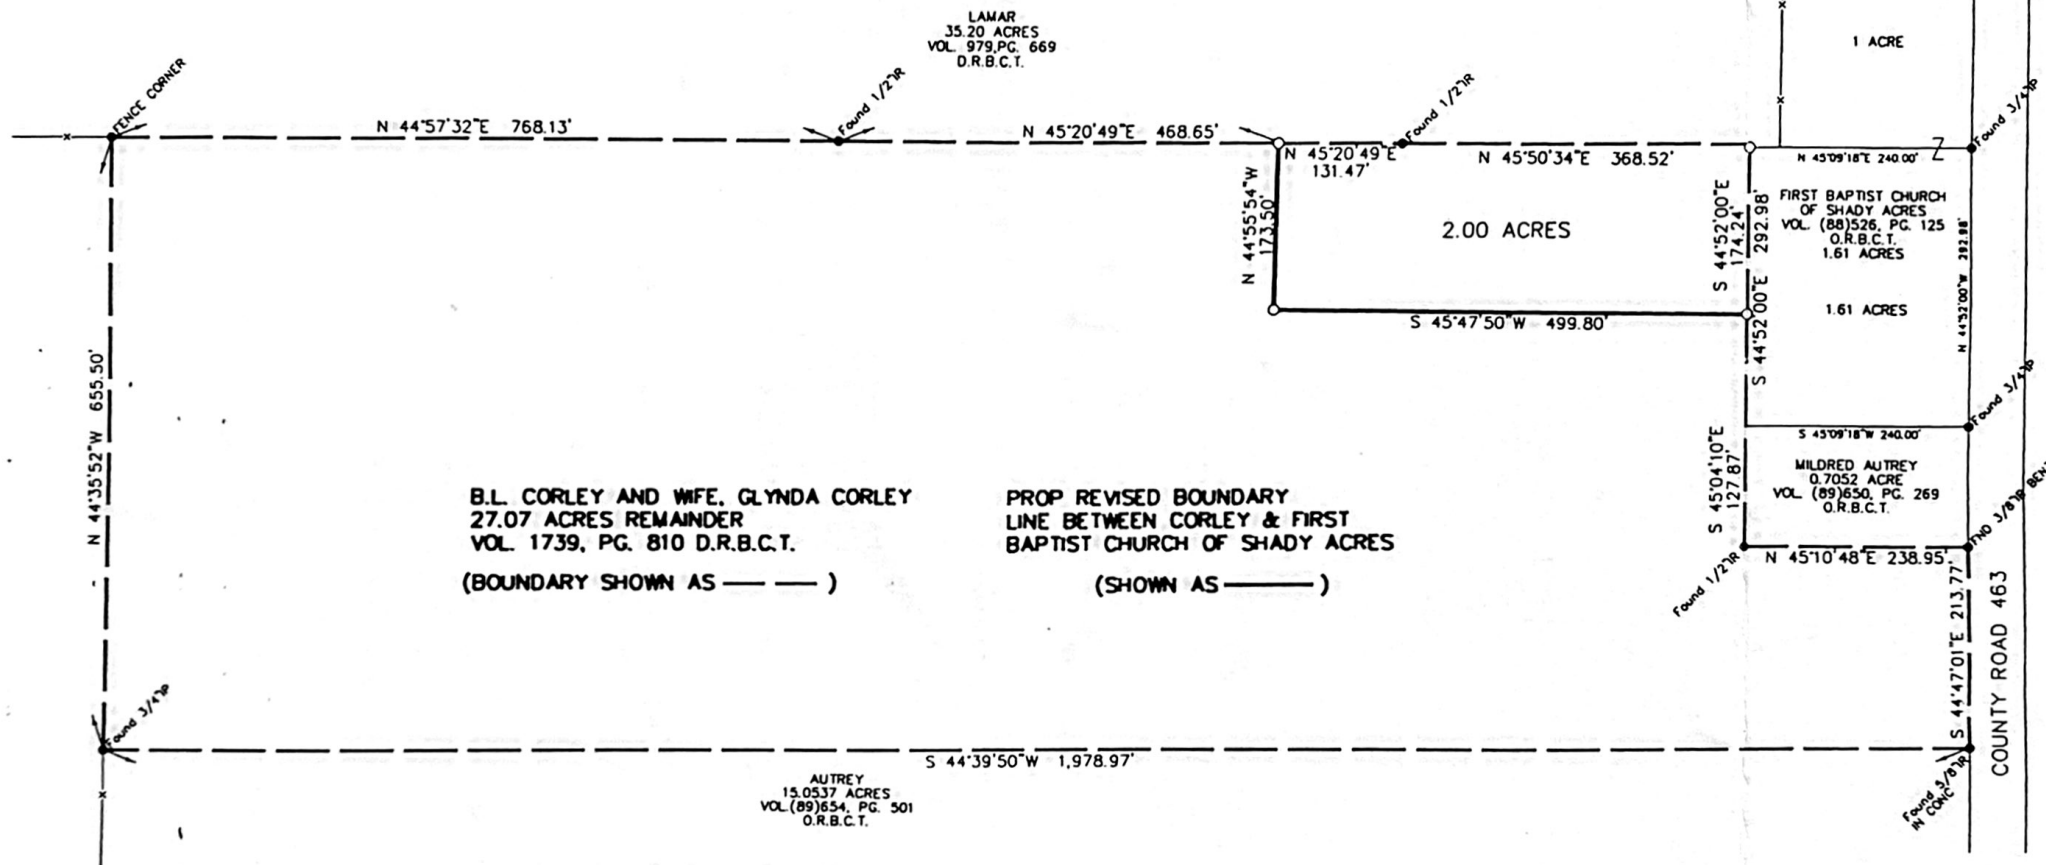 LAMAR
35.20 ACRES
VOL. 979,PG. 669
D.R.B.C.T.
1 ACRE
FENCE CORNER
N 44°57'32"E 768.13'
Found 1/2"IR
N 45°20'49"E 468.65'
N 45°20'49 E
131.47'
Found 1/2"IR
N 45°50'34"E 368.52'
Found 3/4"IP
N 45°09'18"E 240.00'
Z
N 44°55'54"W
173.50'
2.00 ACRES
S 44°52'00"E
174.24'
S 44°52'00"E 292.98'
FIRST BAPTIST CHURCH
OF SHADY ACRES
VOL. (88)526, PG. 125
O.R.B.C.T.
1.61 ACRES
1.61 ACRES
N 44°52'00"W 292.98'
S 45°47'50"W 499.80'
N 44°35'52"W 655.50'
Found 3/4"IP
S 45°09'18"W 240.00'
S 45°04'10"E
127.87'
MILDRED AUTREY
0.7052 ACRE
VOL. (89)650, PG. 269
O.R.B.C.T.
FND 3/8"IR BENT
B.L. CORLEY AND WIFE, GLYNDA CORLEY
27.07 ACRES REMAINDER
VOL. 1739, PG. 810 D.R.B.C.T.
(BOUNDARY SHOWN AS — — )
PROP REVISED BOUNDARY
LINE BETWEEN CORLEY & FIRST
BAPTIST CHURCH OF SHADY ACRES
(SHOWN AS ——— )
Found 1/2"IR
N 45°10'48"E 238.95'
S 44°47'01"E 213.77'
COUNTY ROAD 463
Found 3/4"IP
S 44°39'50"W 1,978.97'
AUTREY
15.0537 ACRES
VOL.(89)654, PG. 501
O.R.B.C.T.
Found 3/8"IR
IN CONC